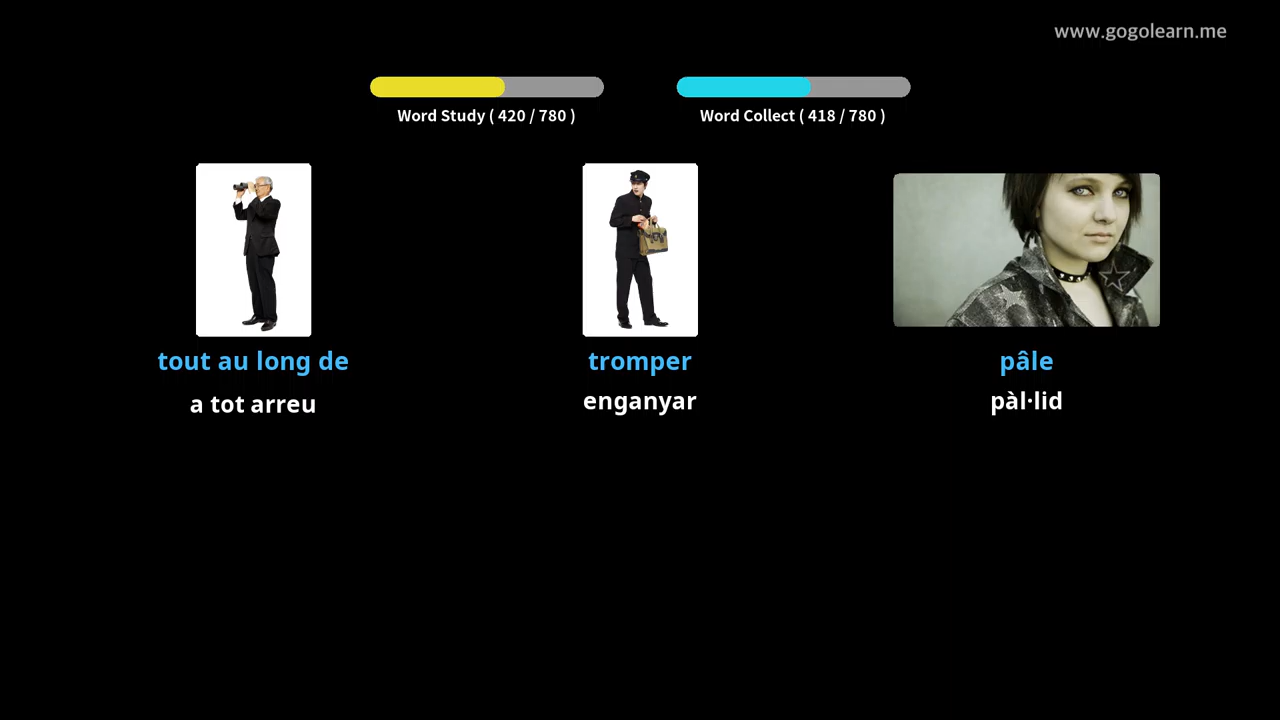 www.gogolearn.me
Word Study ( 420 / 780 )
Word Collect ( 418 / 780 )
tout au long de
a tot arreu
tromper
enganyar
pâle
pàl·lid